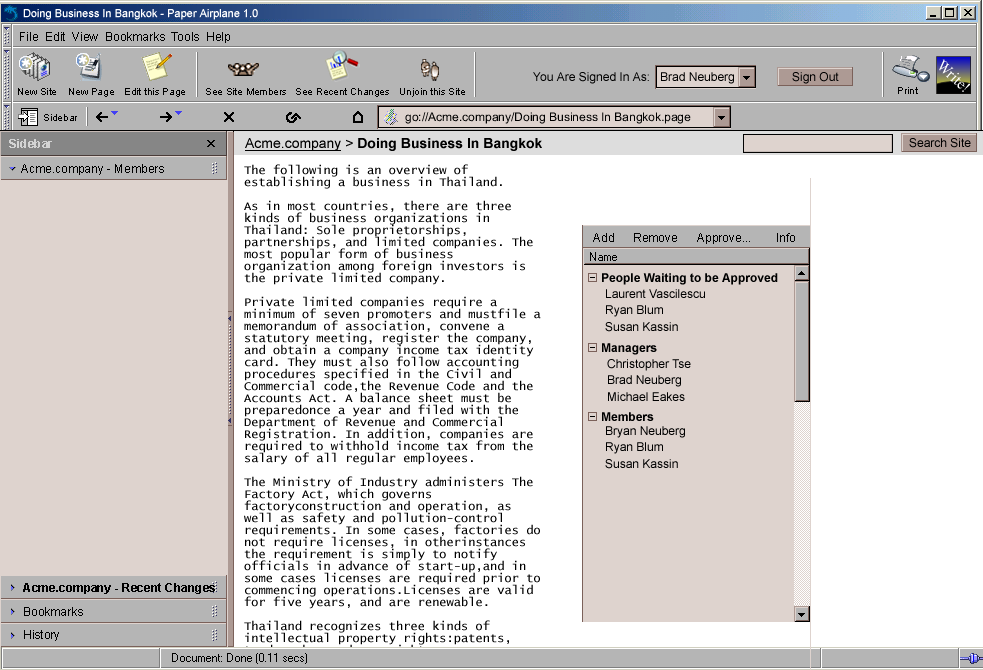 Doing Business In Bangkok - Paper Airplane 1.0
File Edit View Bookmarks Tools Help
New Site New Page Edit this Page See Site Members See Recent Changes Unjoin this Site
You Are Signed In As: Brad Neuberg Sign Out
Print
Write!
Sidebar
go://Acme.company/Doing Business In Bangkok.page
Sidebar
Acme.company > Doing Business In Bangkok
Search Site
Acme.company - Members
The following is an overview of
establishing a business in Thailand.
As in most countries, there are three
kinds of business organizations in
Thailand: Sole proprietorships,
partnerships, and limited companies. The
most popular form of business
organization among foreign investors is
the private limited company.
Private limited companies require a
minimum of seven promoters and mustfile a
memorandum of association, convene a
statutory meeting, register the company,
and obtain a company income tax identity
card. They must also follow accounting
procedures specified in the Civil and
Commercial code,the Revenue Code and the
Accounts Act. A balance sheet must be
preparedonce a year and filed with the
Department of Revenue and Commercial
Registration. In addition, companies are
required to withhold income tax from the
salary of all regular employees.
The Ministry of Industry administers The
Factory Act, which governs
factoryconstruction and operation, as
well as safety and pollution-control
requirements. In some cases, factories do
not require licenses, in otherinstances
the requirement is simply to notify
officials in advance of start-up,and in
some cases licenses are required prior to
commencing operations.Licenses are valid
for five years, and are renewable.
Thailand recognizes three kinds of
intellectual property rights:patents,
Add Remove Approve... Info
Name
People Waiting to be Approved
Laurent Vascilescu
Ryan Blum
Susan Kassin
Managers
Christopher Tse
Brad Neuberg
Michael Eakes
Members
Bryan Neuberg
Ryan Blum
Susan Kassin
Acme.company - Recent Changes
Bookmarks
History
Document: Done (0.11 secs)